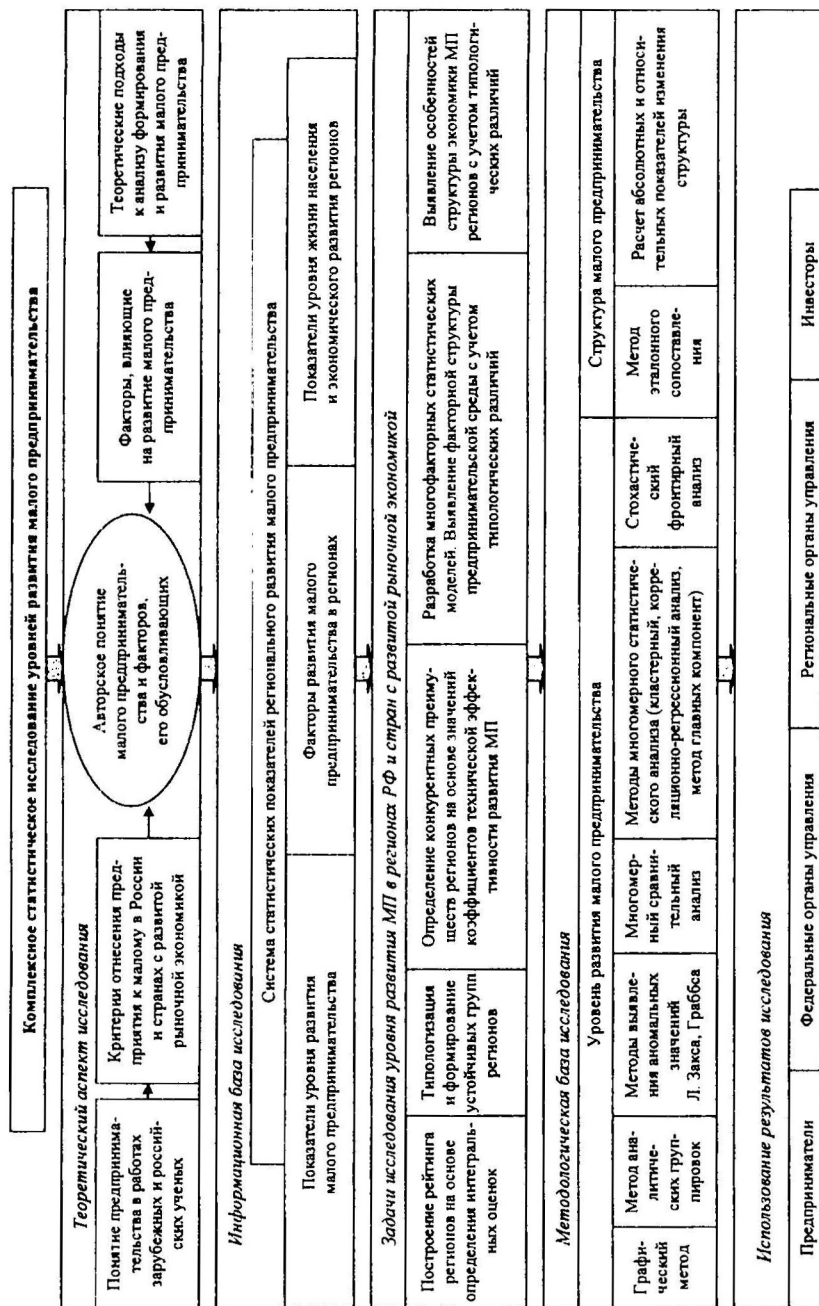 Комплексное статистическое исследование уровней развития малого предпринимательства
Теоретический аспект исследования
Понятие предпринима-
тельства в работах
зарубежных и россий-
ских ученых
Критерии отнесения пред-
приятия к малому в России
и странах с развитой
рыночной экономикой
Авторское понятие
малого предприниматель-
ства и факторов,
его обусловливающих
Факторы, влияющие
на развитие малого пред-
принимательства
Теоретические подходы
к анализу формирования
и развития малого пред-
принимательства
Информационная база исследования
Система статистических показателей регионального развития малого предпринимательства
Показатели уровня развития
малого предпринимательства
Факторы развития малого
предпринимательства в регионах
Показатели уровня жизни населения
и экономического развития регионов
Задачи исследования уровня развития МП в регионах РФ и стран с развитой рыночной экономикой
Построение рейтинга
регионов на основе
определения интеграль-
ных оценок
Типологизация
и формирование
устойчивых групп
регионов
Определение конкурентных преиму-
ществ регионов на основе значений
коэффициентов технической эффек-
тивности развития МП
Разработка многофакторных статистических
моделей. Выявление факторной структуры
предпринимательской среды с учетом
типологических различий
Выявление особенностей
структуры экономики МП
регионов с учетом типологи-
ческих различий
Методологическая база исследования
Уровень развития малого предпринимательства
Структура малого предпринимательства
Графи-
ческий
метод
Метод ана-
литиче-
ских груп-
пировок
Методы выявле-
ния аномальных
значений
Л. Закса, Граббса
Многомер-
ный сравни-
тельный
анализ
Методы многомерного статистиче-
ского анализа (кластерный, корре-
ляционно-регрессионный анализ,
метод главных компонент)
Стохастиче-
ский
фронтирный
анализ
Метод
эталонного
сопоставле-
ния
Расчет абсолютных и относи-
тельных показателей изменения
структуры
Использование результатов исследования
Предприниматели
Федеральные органы управления
Региональные органы управления
Инвесторы